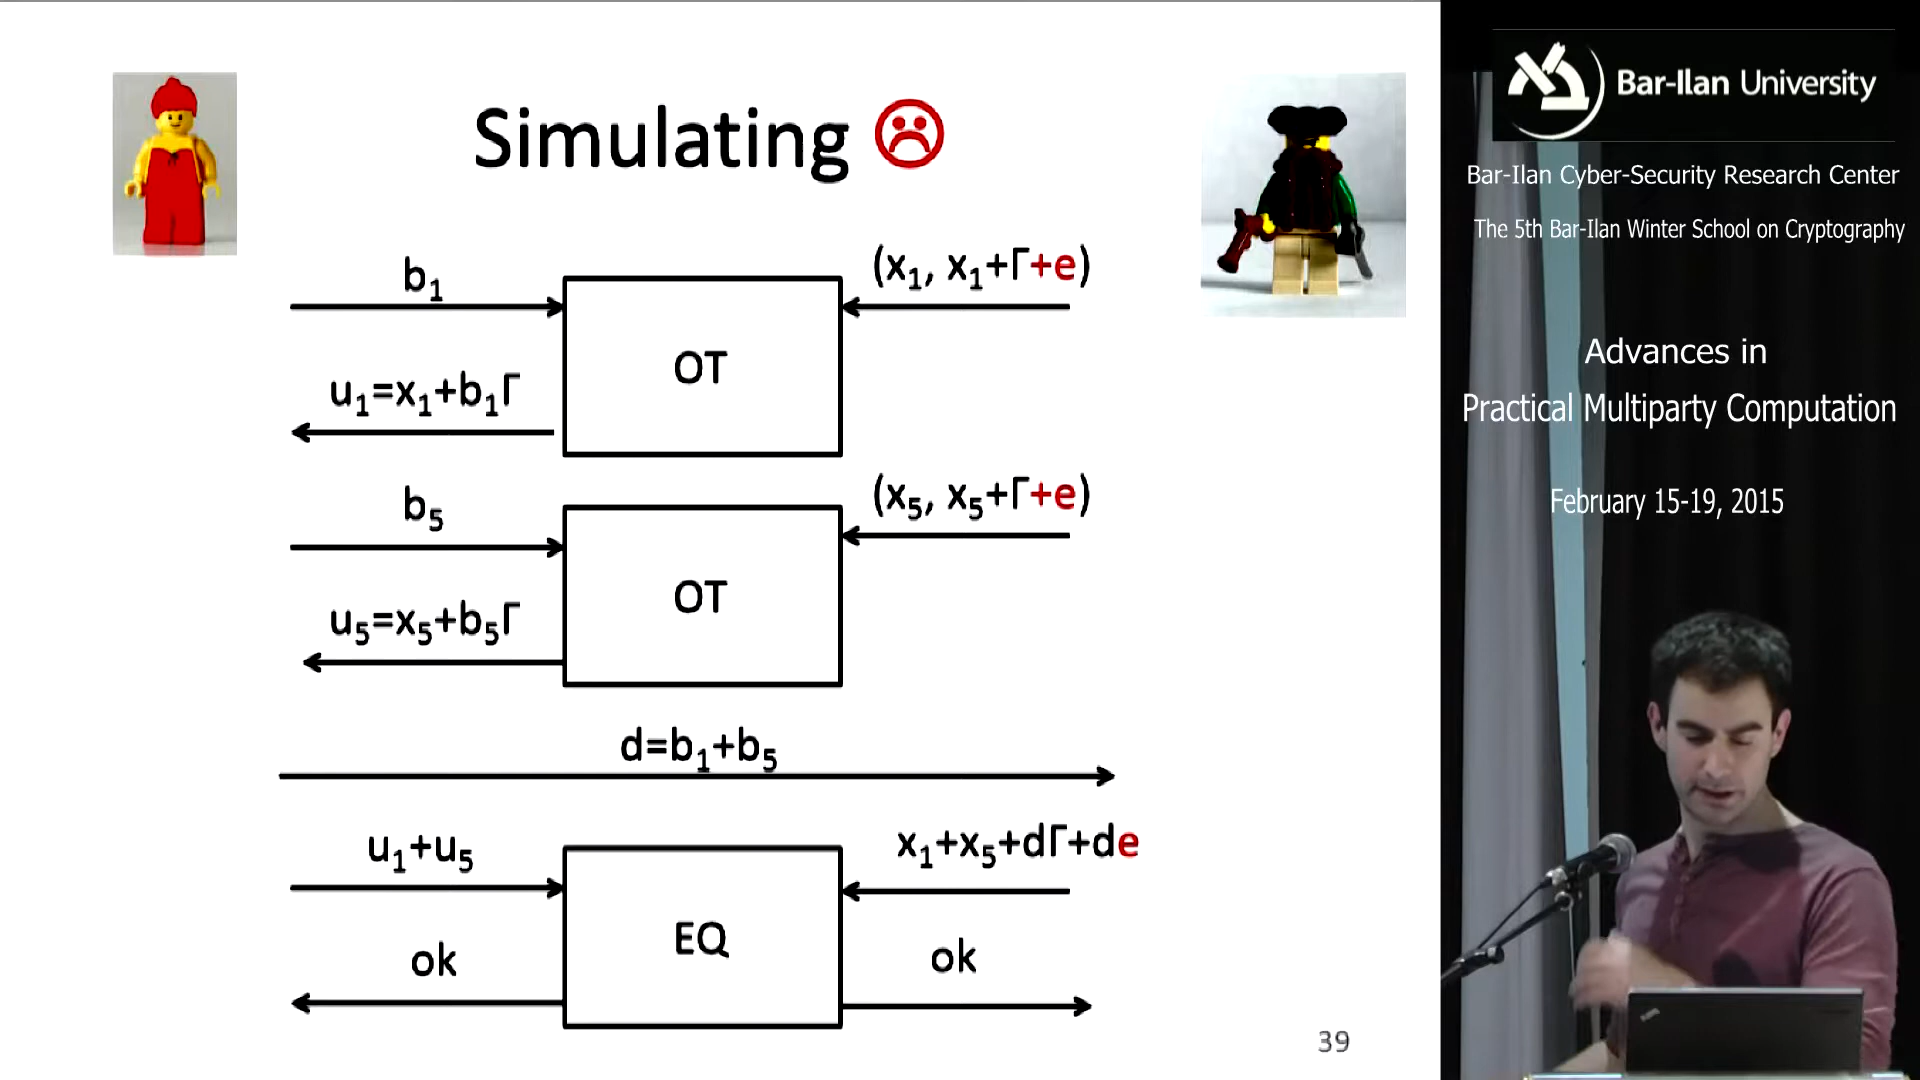 Simulating ☹
b₁
(x₁, x₁+Γ+e)
OT
u₁=x₁+b₁Γ
b₅
(x₅, x₅+Γ+e)
OT
u₅=x₅+b₅Γ
d=b₁+b₅
u₁+u₅
x₁+x₅+dΓ+de
EQ
ok
ok
39
Bar-Ilan University
Bar-Ilan Cyber-Security Research Center
The 5th Bar-Ilan Winter School on Cryptography
Advances in
Practical Multiparty Computation
February 15-19, 2015